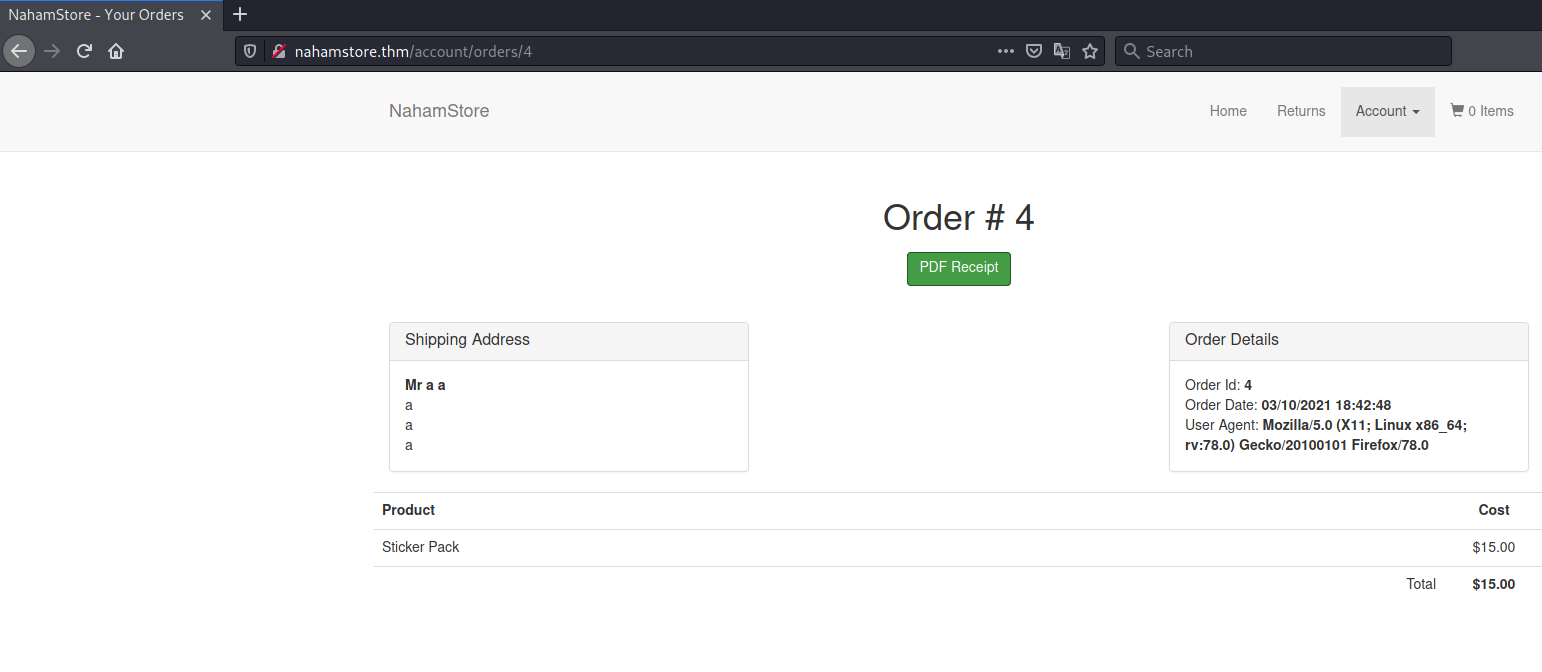 NahamStore - Your Orders
nahamstore.thm/account/orders/4
Search
NahamStore
Home
Returns
Account
0 Items
Order # 4
PDF Receipt
Shipping Address
Mr a a
a
a
a
Order Details
Order Id: 4
Order Date: 03/10/2021 18:42:48
User Agent: Mozilla/5.0 (X11; Linux x86_64;
rv:78.0) Gecko/20100101 Firefox/78.0
Product Cost
Sticker Pack $15.00
Total $15.00